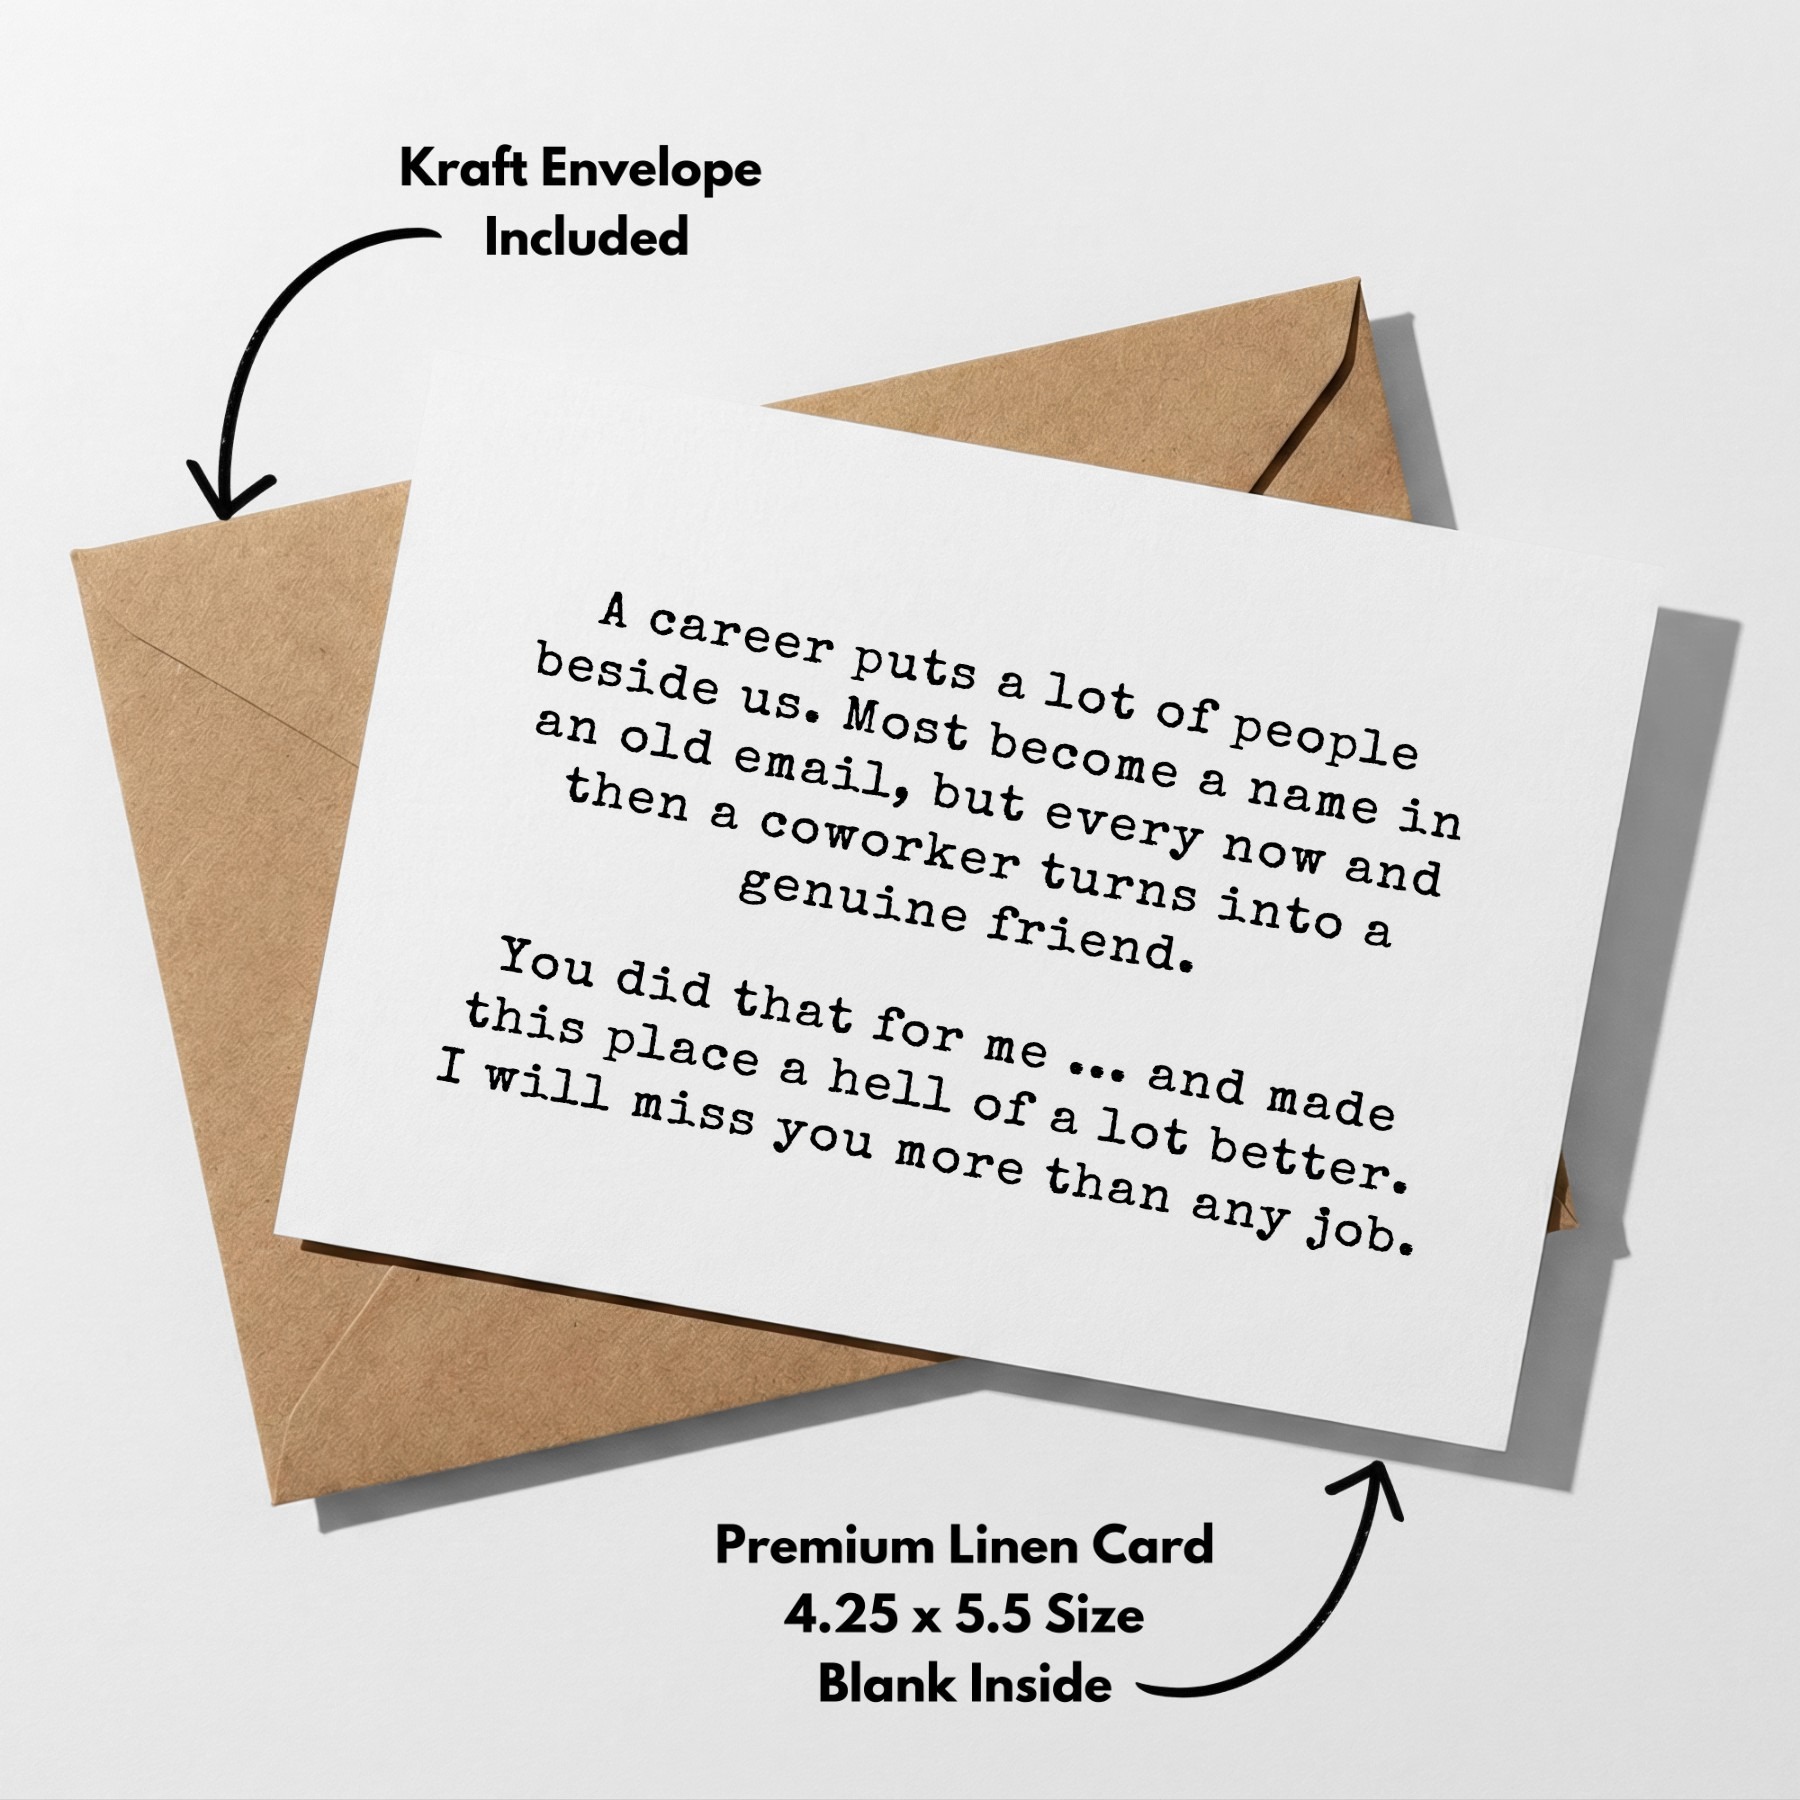 Kraft Envelope
Included
A career puts a lot of people
beside us. Most become a name in
an old email, but every now and
then a coworker turns into a
genuine friend.
You did that for me ... and made
this place a hell of a lot better.
I will miss you more than any job.
Premium Linen Card
4.25 x 5.5 Size
Blank Inside